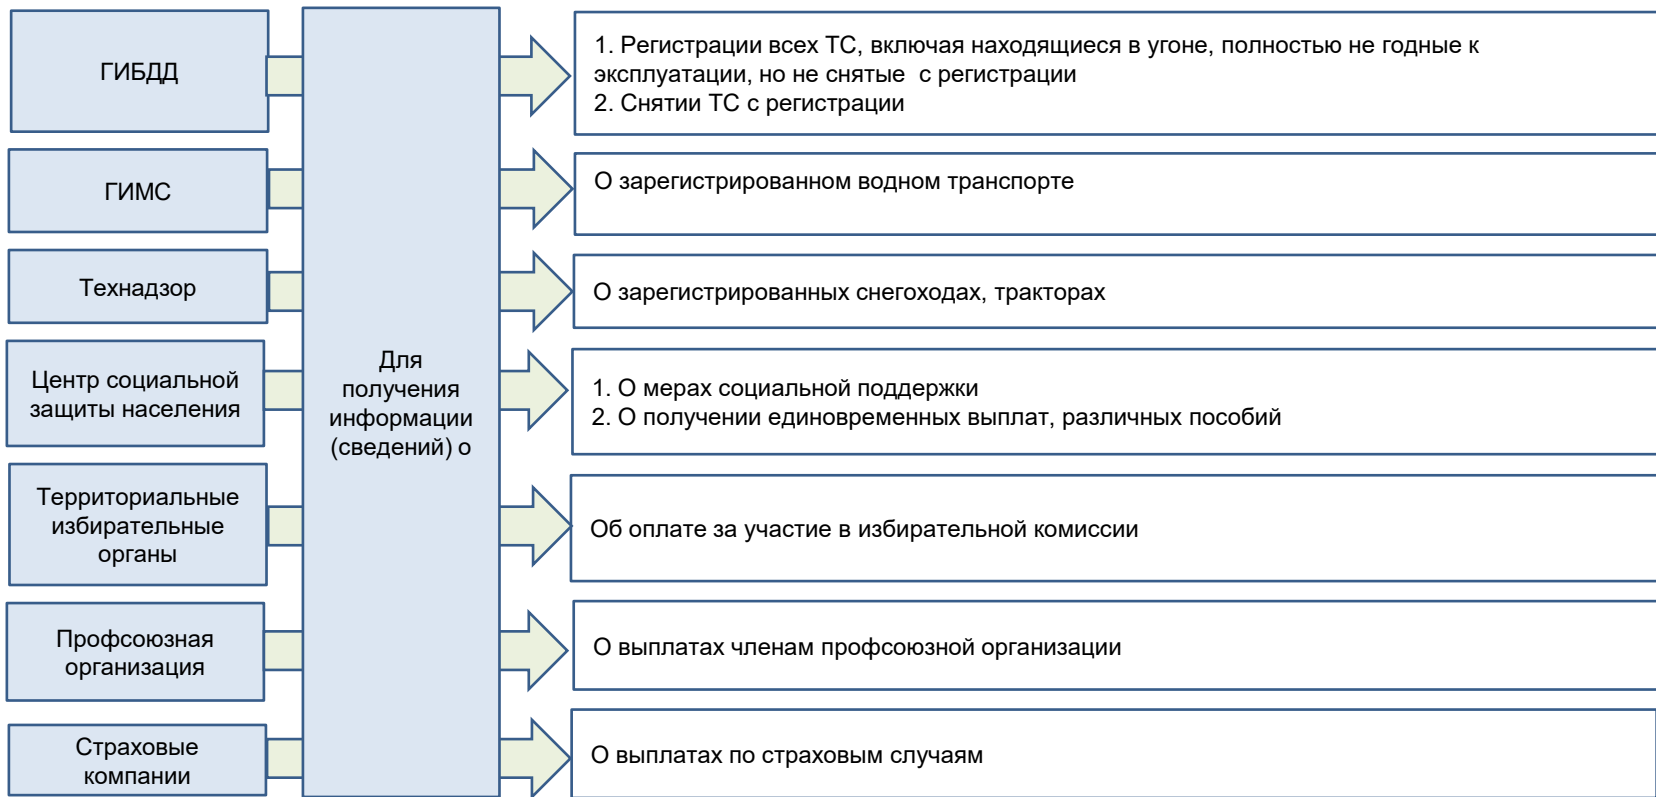 ГИБДД
1. Регистрации всех ТС, включая находящиеся в угоне, полностью не годные к
эксплуатации, но не снятые  с регистрации
2. Снятии ТС с регистрации
ГИМС
О зарегистрированном водном транспорте
Технадзор
О зарегистрированных снегоходах, тракторах
Для
получения
информации
(сведений) о
Центр социальной
защиты населения
1. О мерах социальной поддержки
2. О получении единовременных выплат, различных пособий
Территориальные
избирательные
органы
Об оплате за участие в избирательной комиссии
Профсоюзная
организация
О выплатах членам профсоюзной организации
Страховые
компании
О выплатах по страховым случаям